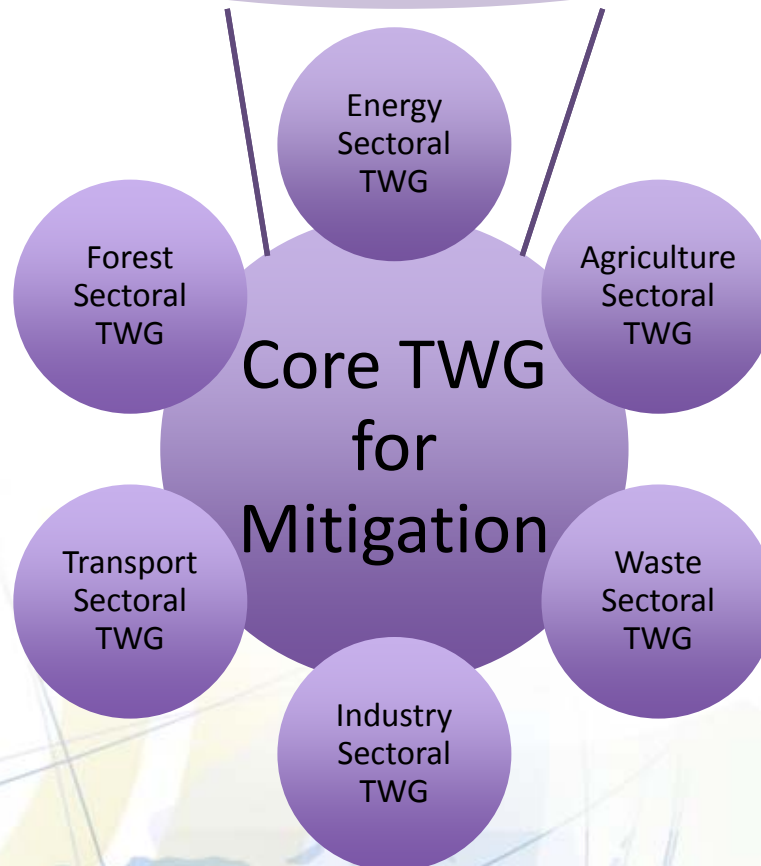 Energy
Sectoral
TWG
Forest
Sectoral
TWG
Agriculture
Sectoral
TWG
Core TWG
for
Mitigation
Transport
Sectoral
TWG
Waste
Sectoral
TWG
Industry
Sectoral
TWG